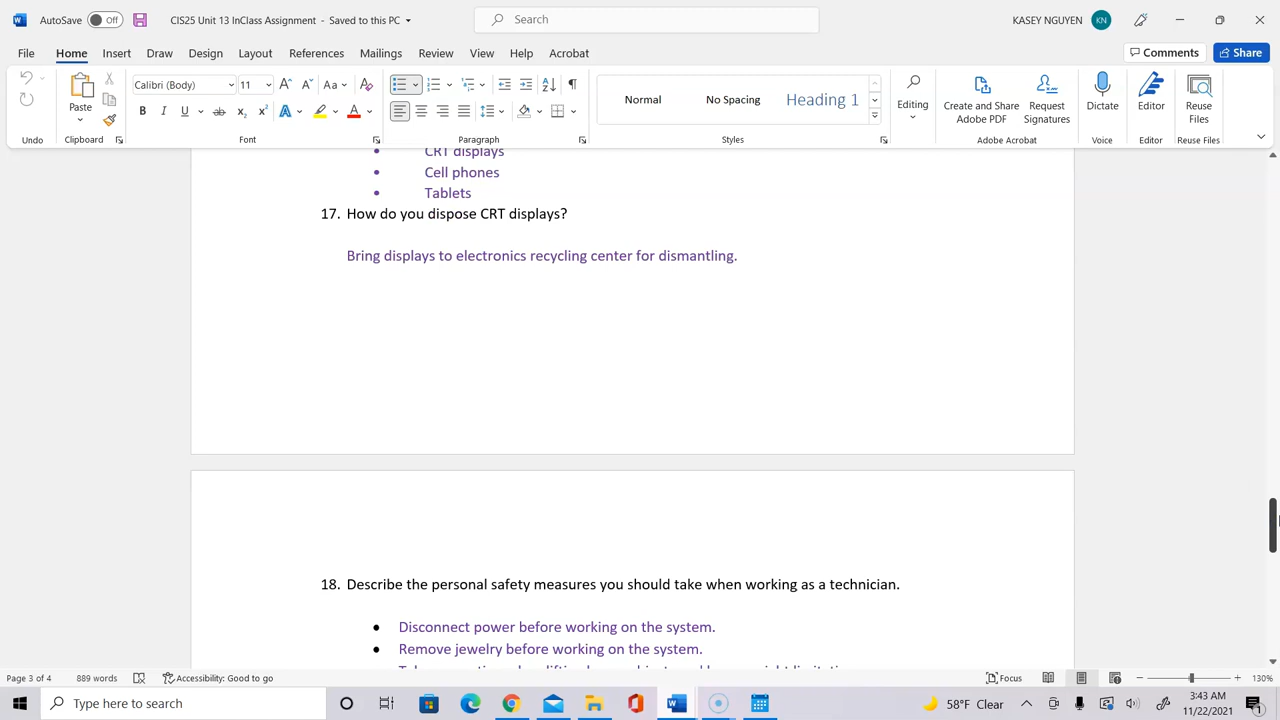 AutoSave Off CIS25 Unit 13 InClass Assignment - Saved to this PC Search KASEY NGUYEN KN
File Home Insert Draw Design Layout References Mailings Review View Help Acrobat Comments Share
Calibri (Body) 11 Aa
Paste
Normal No Spacing Heading 1
Editing
Create and Share Adobe PDF
Request Signatures
Dictate
Editor
Reuse Files
Undo Clipboard Font Paragraph Styles Adobe Acrobat Voice Editor Reuse Files
• CRT displays
• Cell phones
• Tablets
17. How do you dispose CRT displays?
Bring displays to electronics recycling center for dismantling.
18. Describe the personal safety measures you should take when working as a technician.
• Disconnect power before working on the system.
• Remove jewelry before working on the system.
Page 3 of 4 889 words Accessibility: Good to go Focus 130%
Type here to search 58°F Clear 3:43 AM
11/22/2021